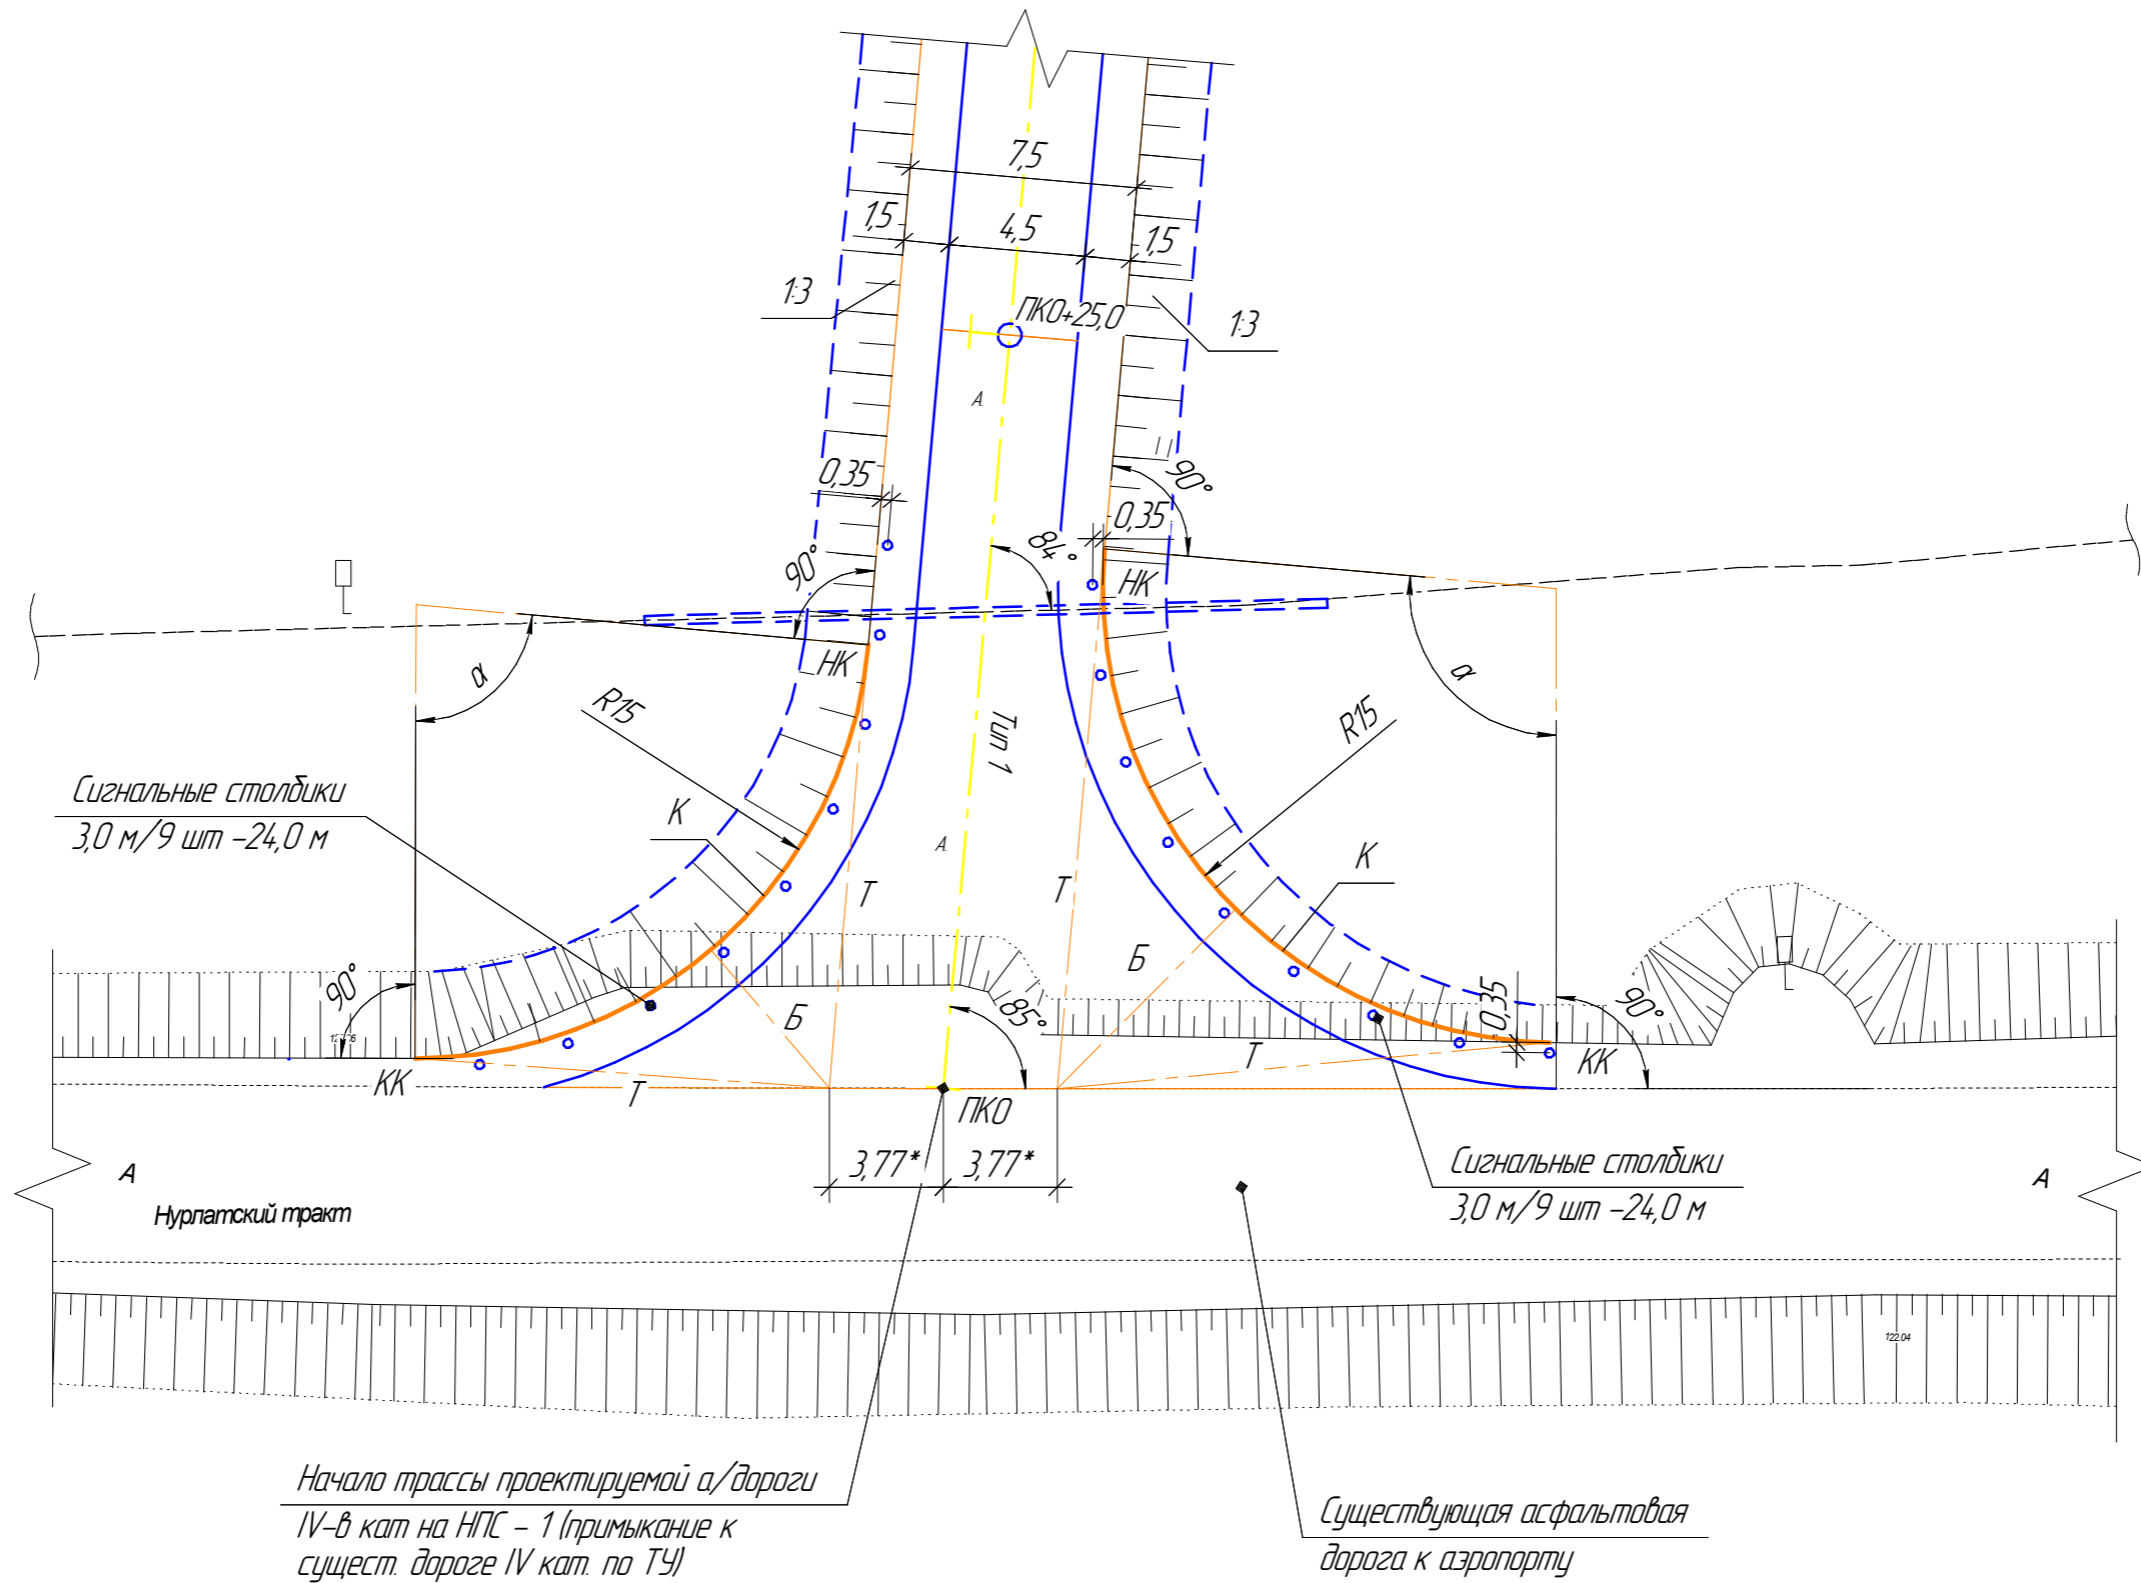 7,5
1,5
4,5
1,5
1:3
ПК0+25,0
1:3
А.
0,35
90°
0,35
84°
90°
НК
НК
α
α
R15
R15
Тип 1
Сигнальные столбики
3,0 м/9 шт -24,0 м
К
К
А.
Т
Т
Б
Б
90°
85°
0,35
90°
КК
Т
Т
КК
ПК0
3,77*
3,77*
А
Нурлатский тракт
Сигнальные столбики
3,0 м/9 шт -24,0 м
А
122.04
Начало трассы проектируемой а/дороги
IV-в кат на НПС - 1 (примыкание к
сущест. дороге IV кат. по ТУ)
Существующая асфальтовая
дорога к аэропорту